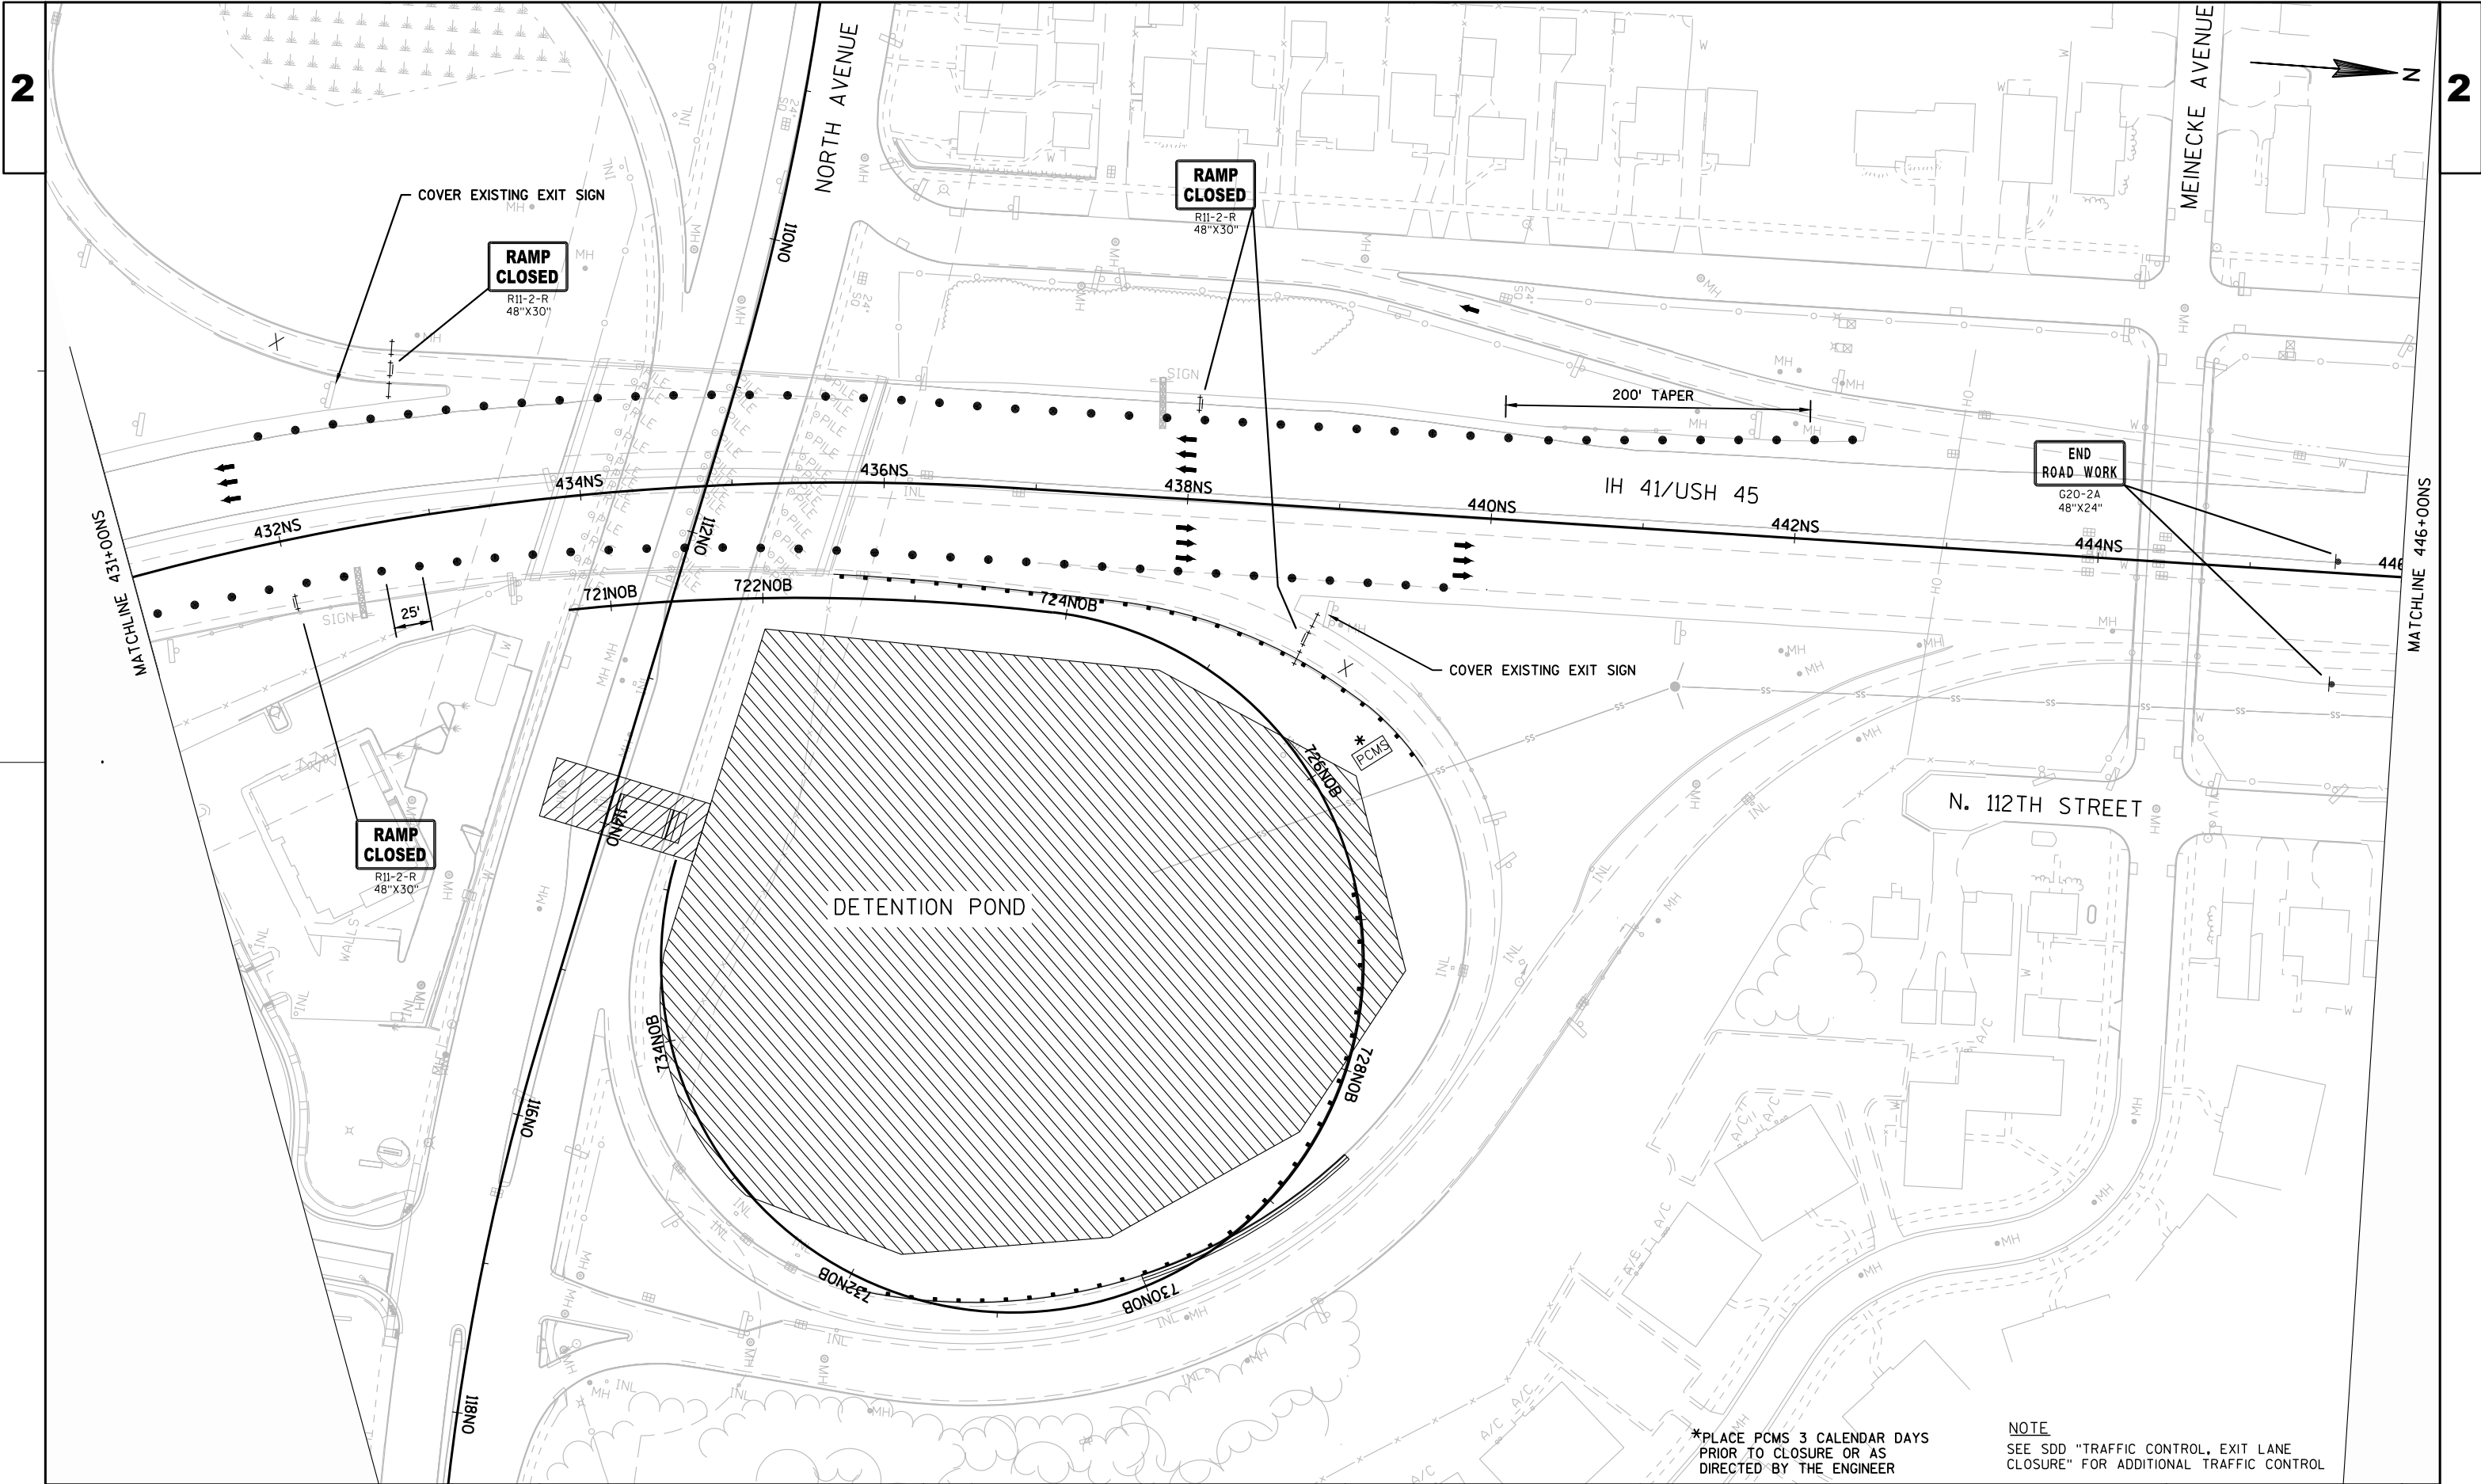 2
2
NORTH AVENUE
MEINECKE AVENUE
N
COVER EXISTING EXIT SIGN
RAMP
CLOSED
R11-2-R
48"X30"
RAMP
CLOSED
R11-2-R
48"X30"
SIGN
200' TAPER
110NO
112NO
114NO
116NO
118NO
432NS
434NS
436NS
438NS
440NS
442NS
444NS
446
IH 41/USH 45
END
ROAD WORK
G20-2A
48"X24"
MATCHLINE 431+00NS
MATCHLINE 446+00NS
25'
SIGN
721NOB
722NOB
724NOB
726NOB
728NOB
730NOB
732NOB
734NOB
COVER EXISTING EXIT SIGN
*
PCMS
RAMP
CLOSED
R11-2-R
48"X30"
WALLS
N. 112TH STREET
DETENTION POND
*PLACE PCMS 3 CALENDAR DAYS
PRIOR TO CLOSURE OR AS
DIRECTED BY THE ENGINEER
NOTE
SEE SDD "TRAFFIC CONTROL, EXIT LANE
CLOSURE" FOR ADDITIONAL TRAFFIC CONTROL